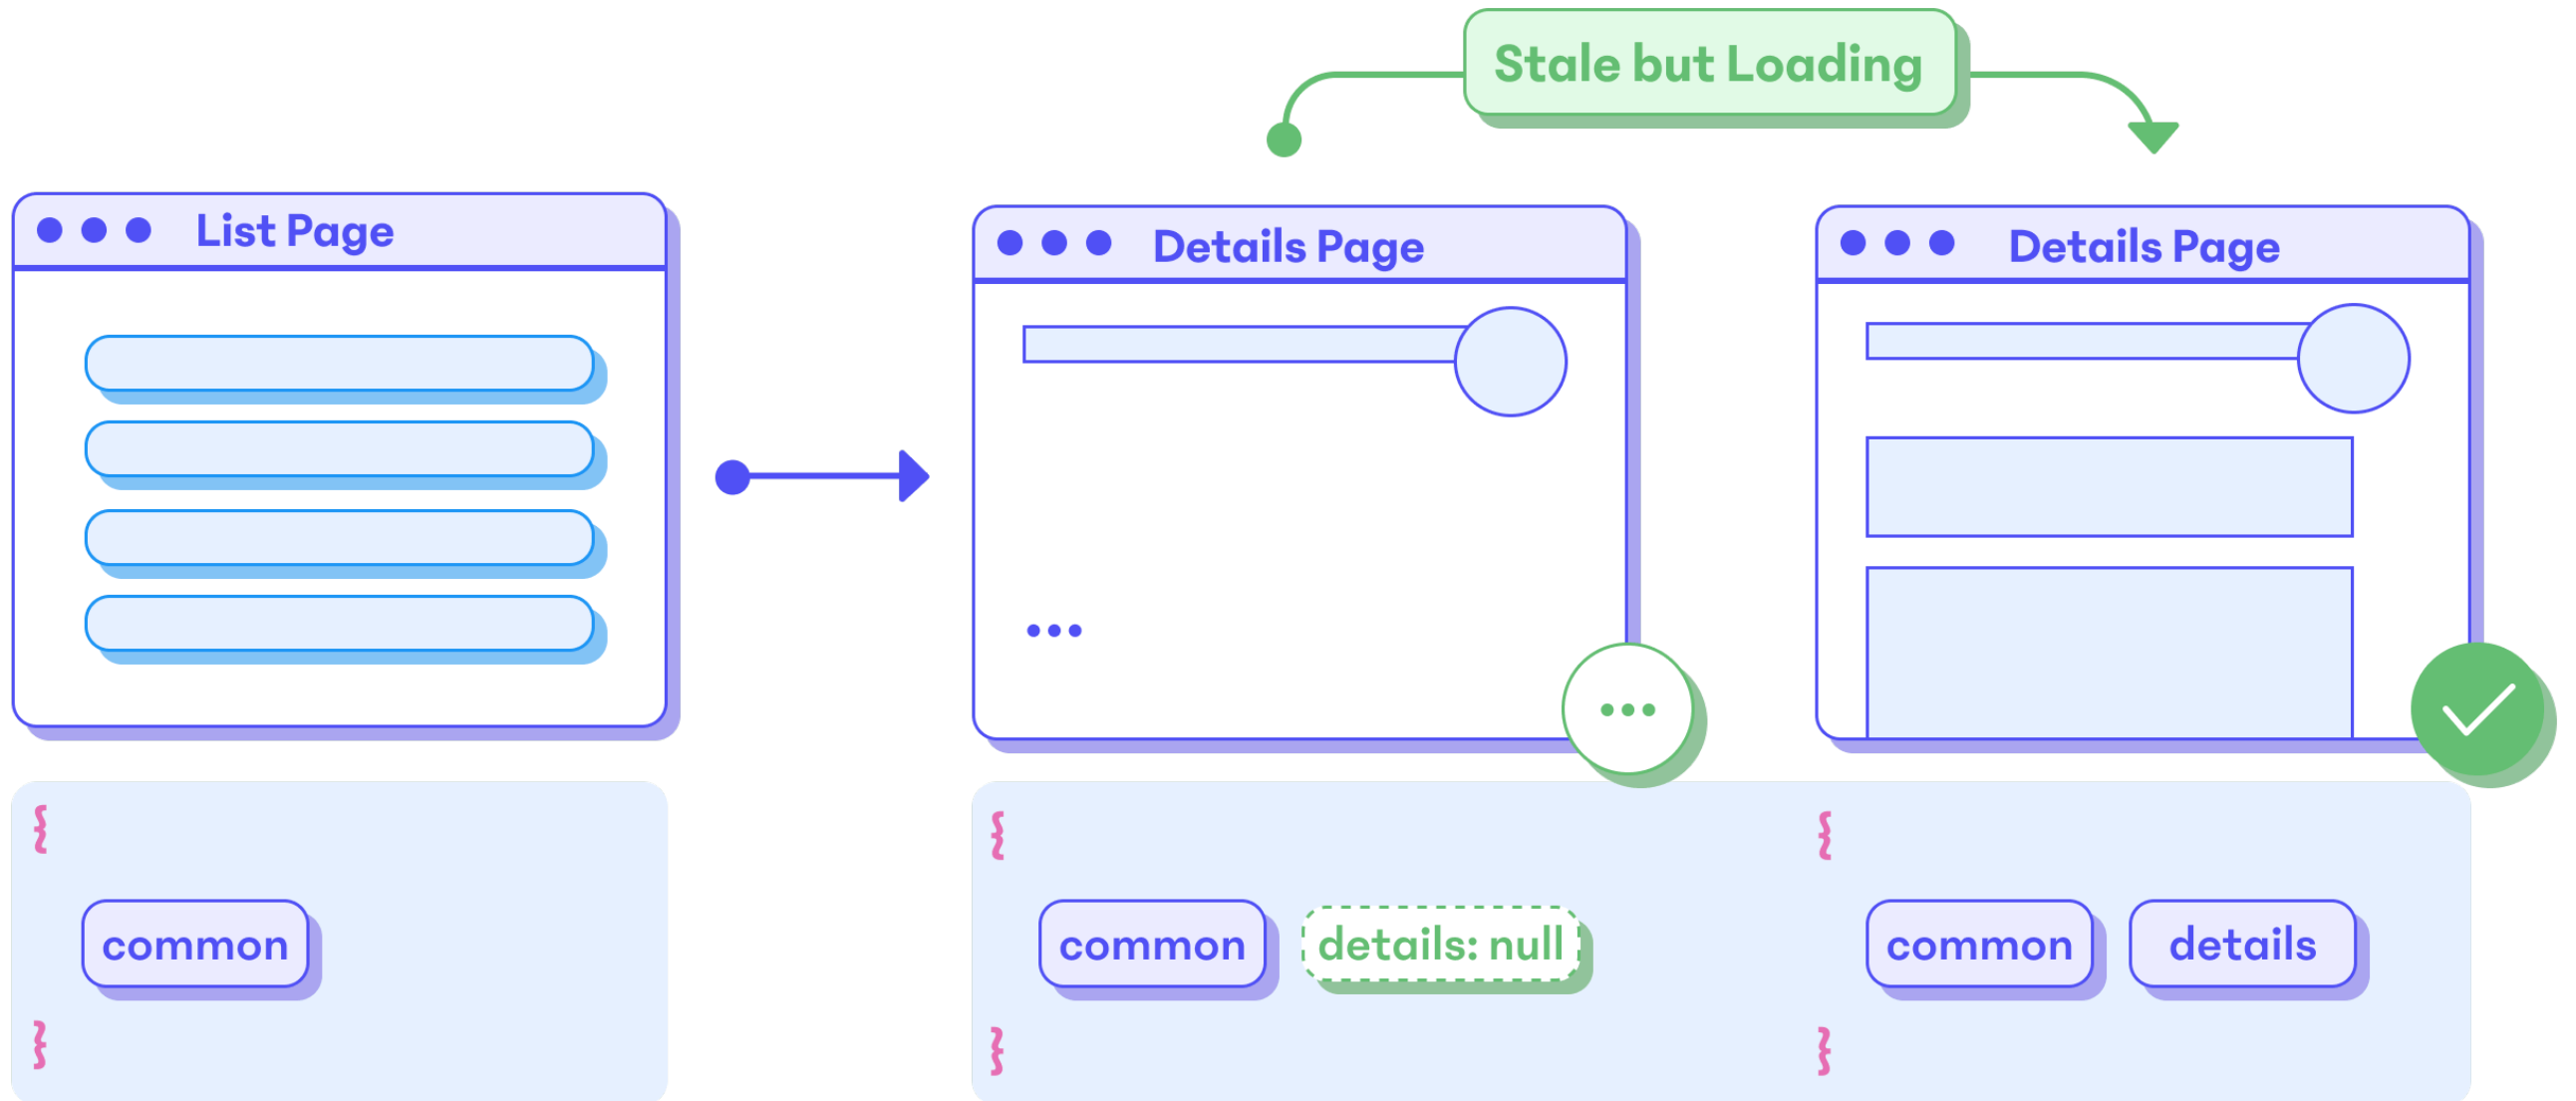 Stale but Loading
List Page
Details Page
Details Page
{
{
{
common
common
details: null
common
details
}
}
}